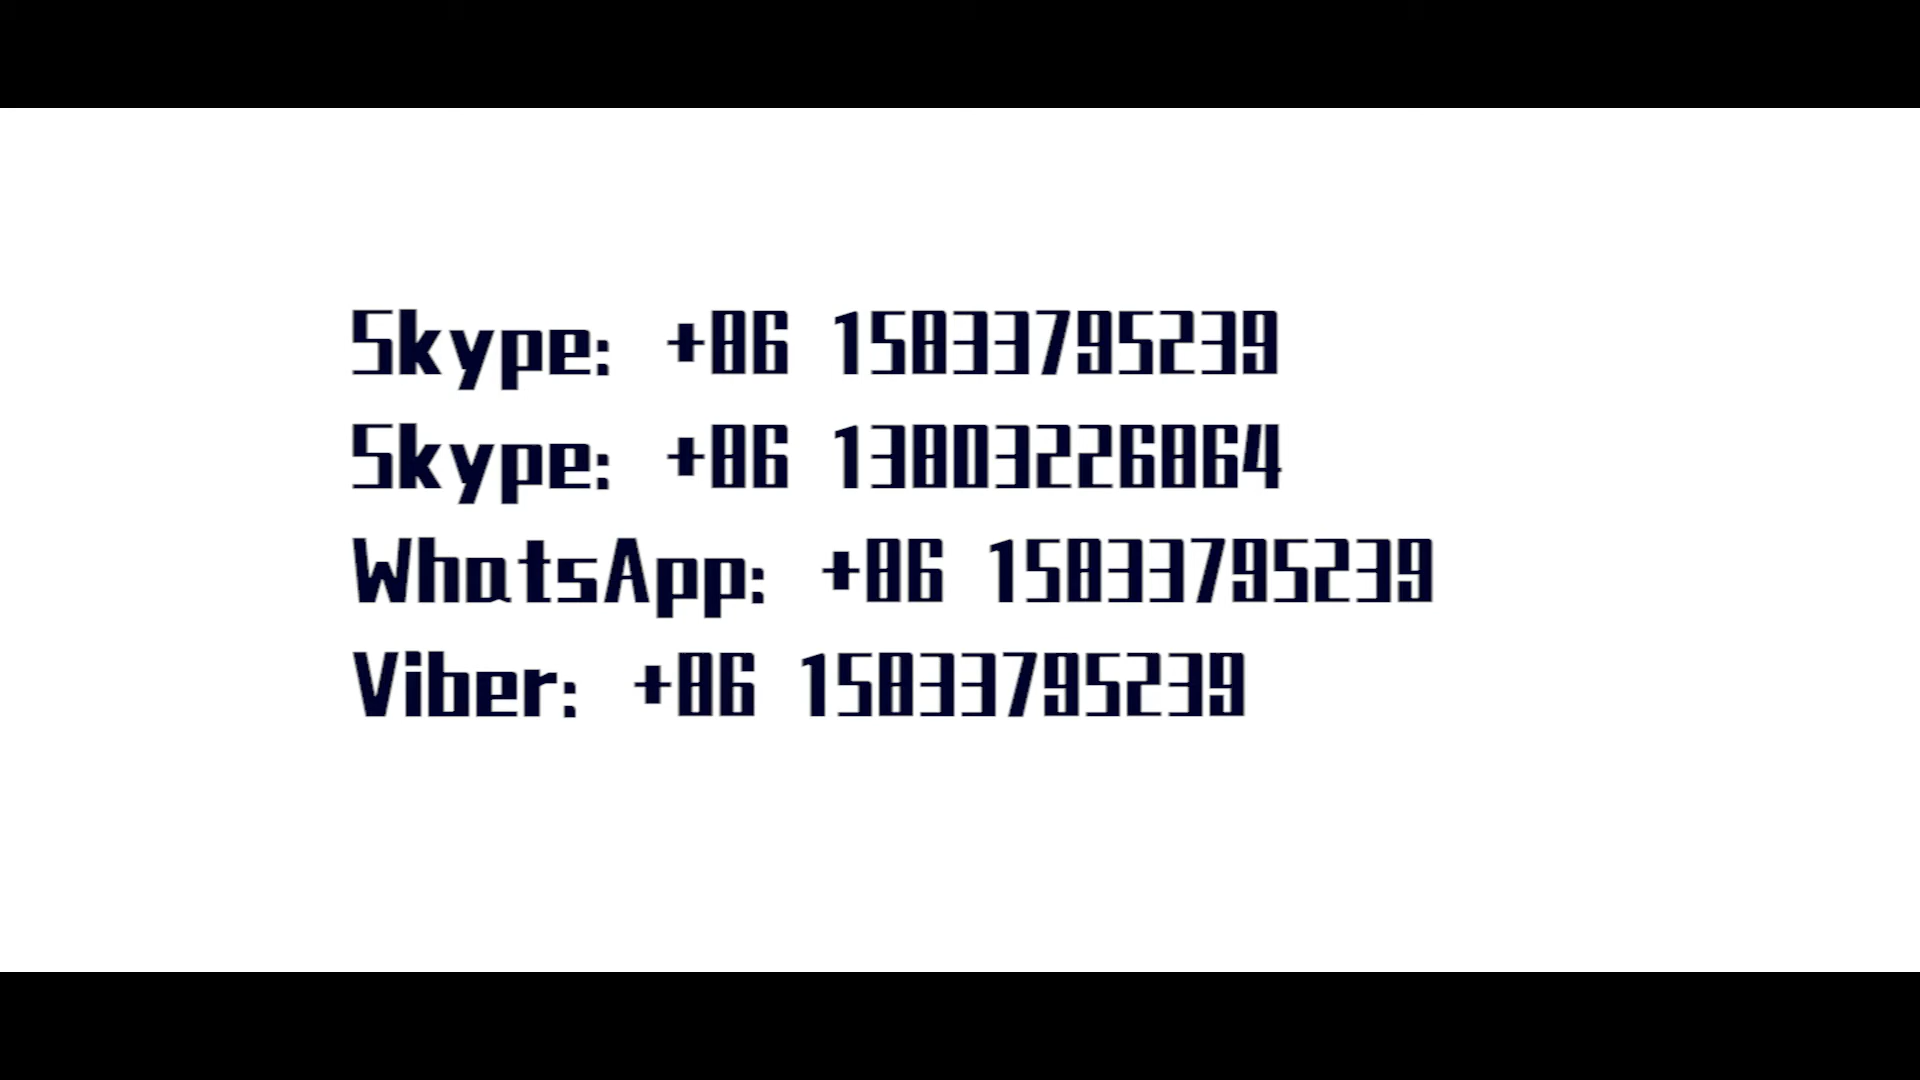 Skype: +86 15833795239
Skype: +86 13803226864
WhatsApp: +86 15833795239
Viber: +86 15833795239